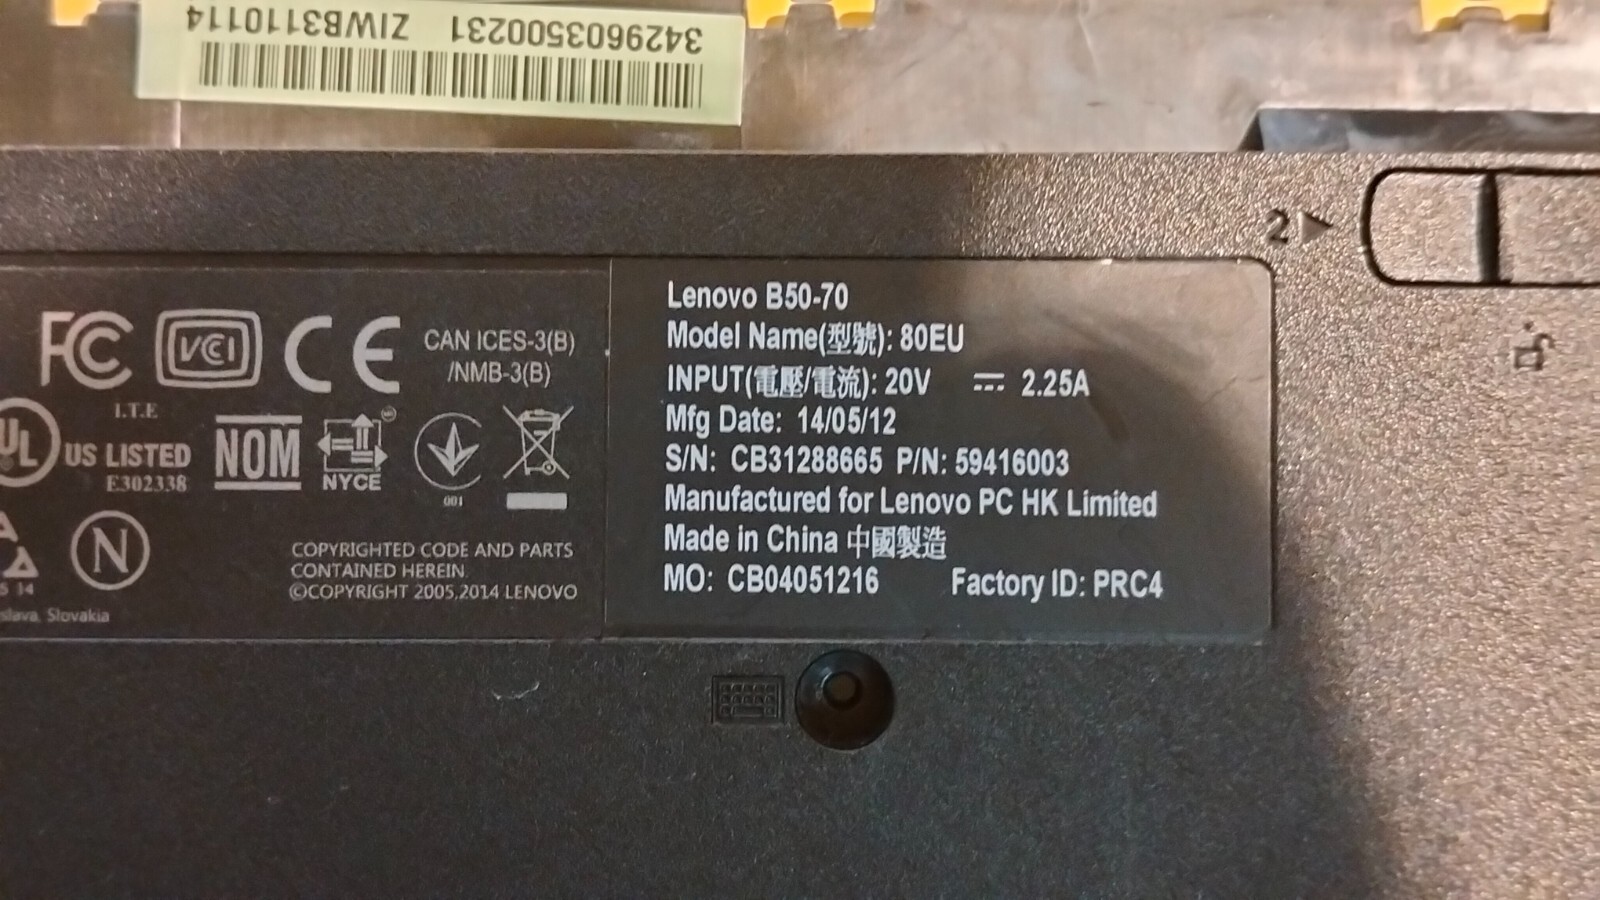 3429603500231 ZIWB3110114
2
FC VCI CE CAN ICES-3(B)
/NMB-3(B)
I.T.E
UL US LISTED
E302338
NOM
NYCE
001
N
COPYRIGHTED CODE AND PARTS
CONTAINED HEREIN.
©COPYRIGHT 2005,2014 LENOVO
Slovakia
Lenovo B50-70
Model Name(型號): 80EU
INPUT(電壓/電流): 20V ⎓ 2.25A
Mfg Date: 14/05/12
S/N: CB31288665 P/N: 59416003
Manufactured for Lenovo PC HK Limited
Made in China 中國製造
MO: CB04051216 Factory ID: PRC4